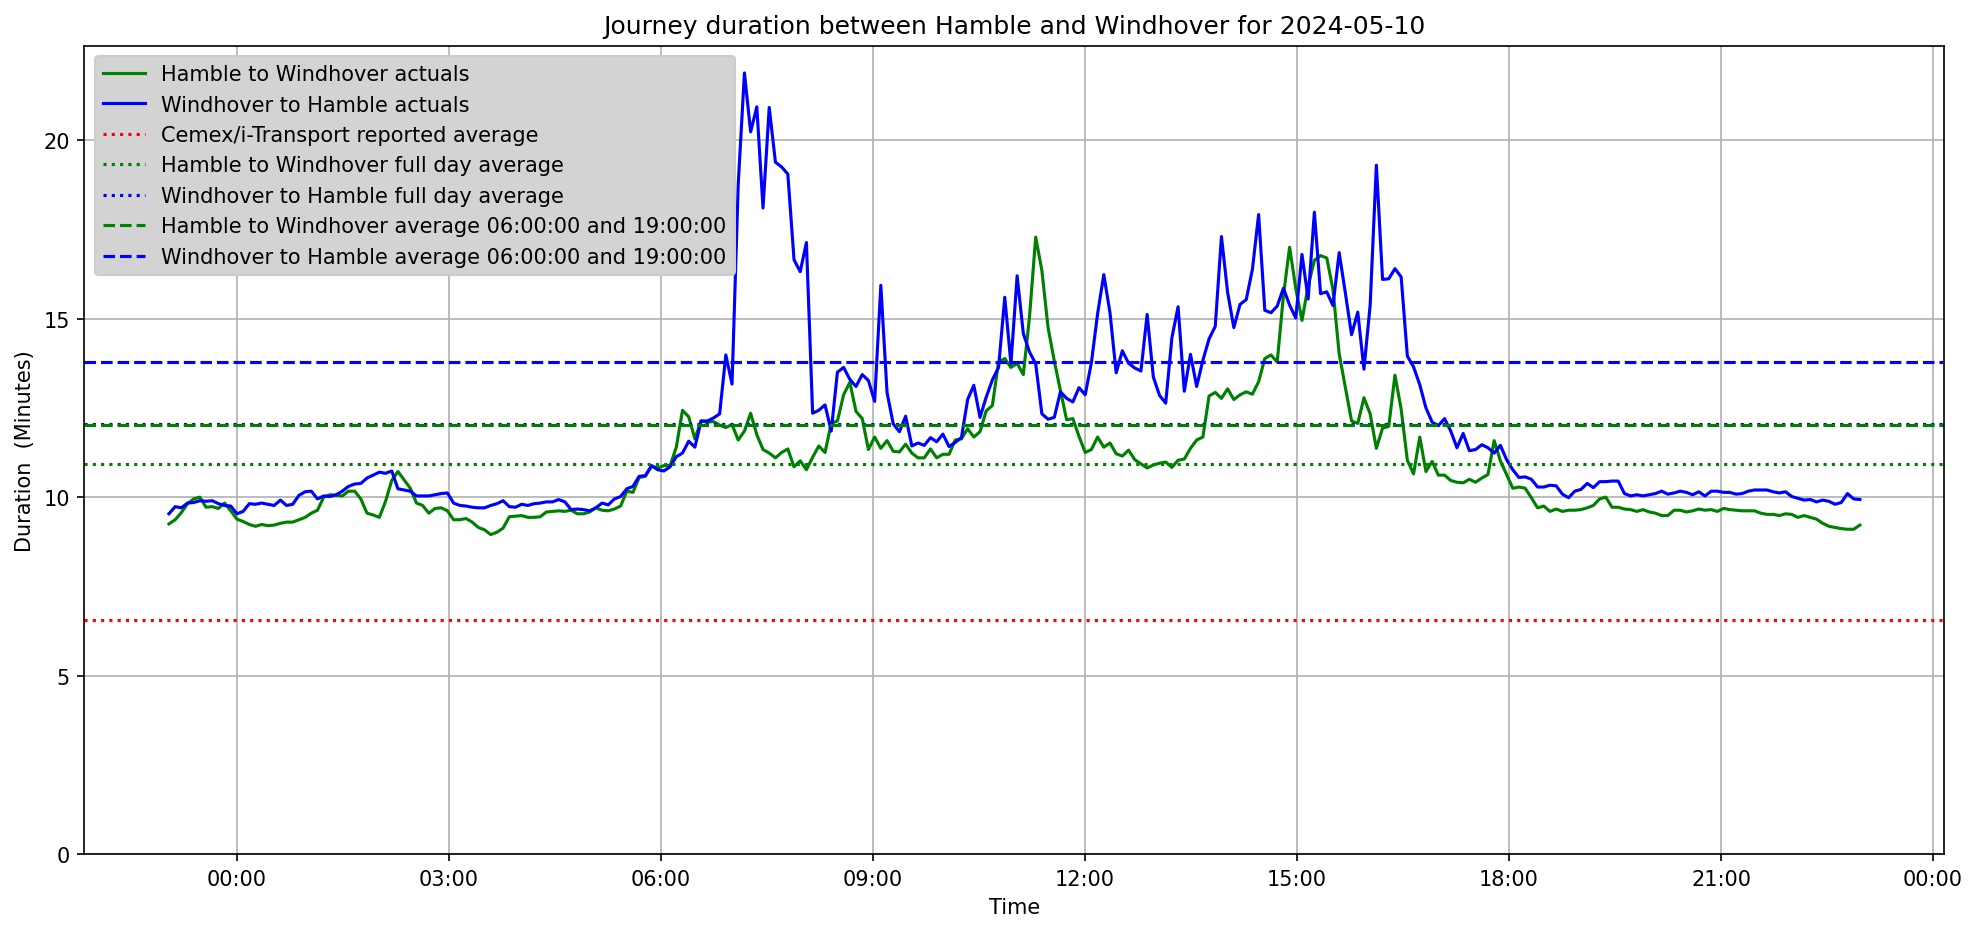 Journey duration between Hamble and Windhover for 2024-05-10
Hamble to Windhover actuals
Windhover to Hamble actuals
Cemex/i-Transport reported average
Hamble to Windhover full day average
Windhover to Hamble full day average
Hamble to Windhover average 06:00:00 and 19:00:00
Windhover to Hamble average 06:00:00 and 19:00:00
Duration (Minutes)
20
15
10
5
0
00:00 03:00 06:00 09:00 12:00 15:00 18:00 21:00 00:00
Time